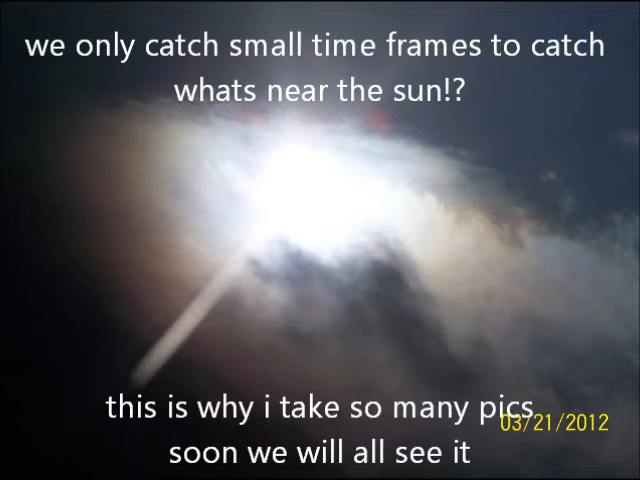 we only catch small time frames to catch
whats near the sun!?
this is why i take so many pics
03/21/2012
soon we will all see it